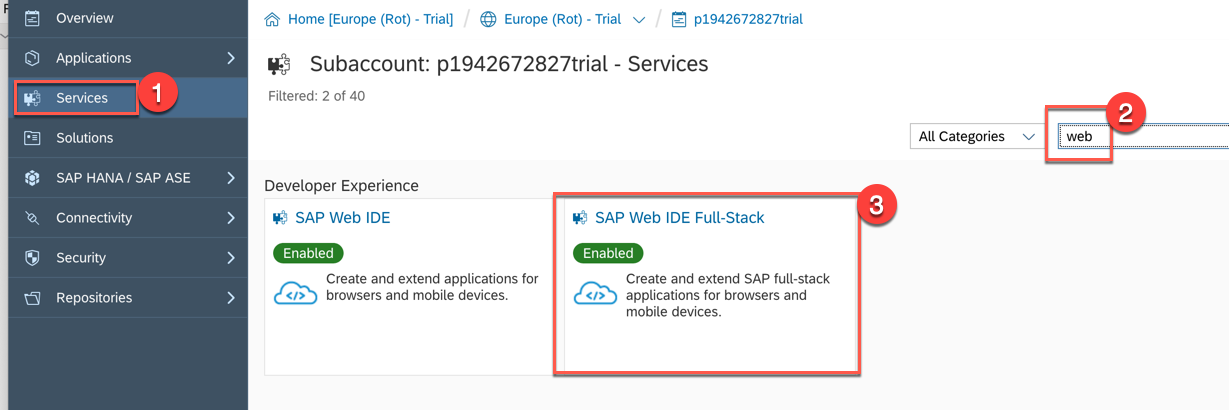 Overview
Applications
Services
1
Solutions
SAP HANA / SAP ASE
Connectivity
Security
Repositories
Home [Europe (Rot) - Trial] / Europe (Rot) - Trial / p1942672827trial
Subaccount: p1942672827trial - Services
Filtered: 2 of 40
All Categories
web
2
Developer Experience
SAP Web IDE
Enabled
</>
Create and extend applications for
browsers and mobile devices.
SAP Web IDE Full-Stack
3
Enabled
</>
Create and extend SAP full-stack
applications for browsers and
mobile devices.